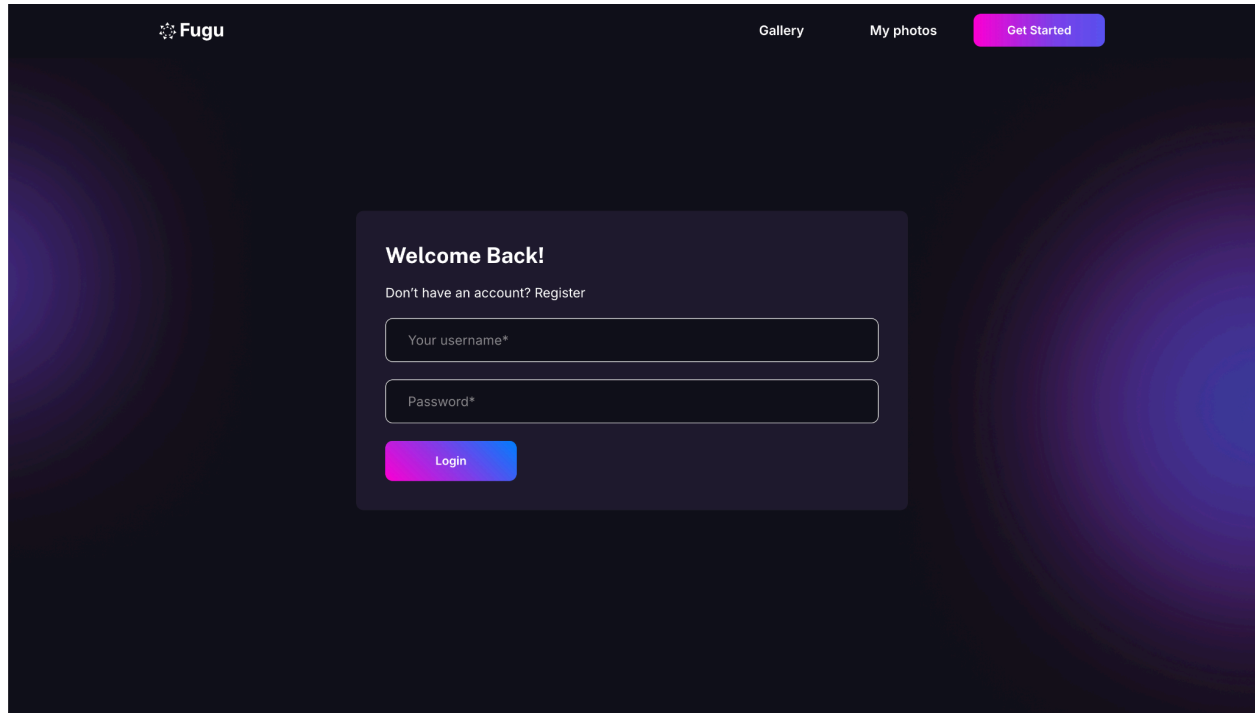 Fugu
Gallery
My photos
Get Started
Welcome Back!
Don’t have an account? Register
Your username*
Password*
Login